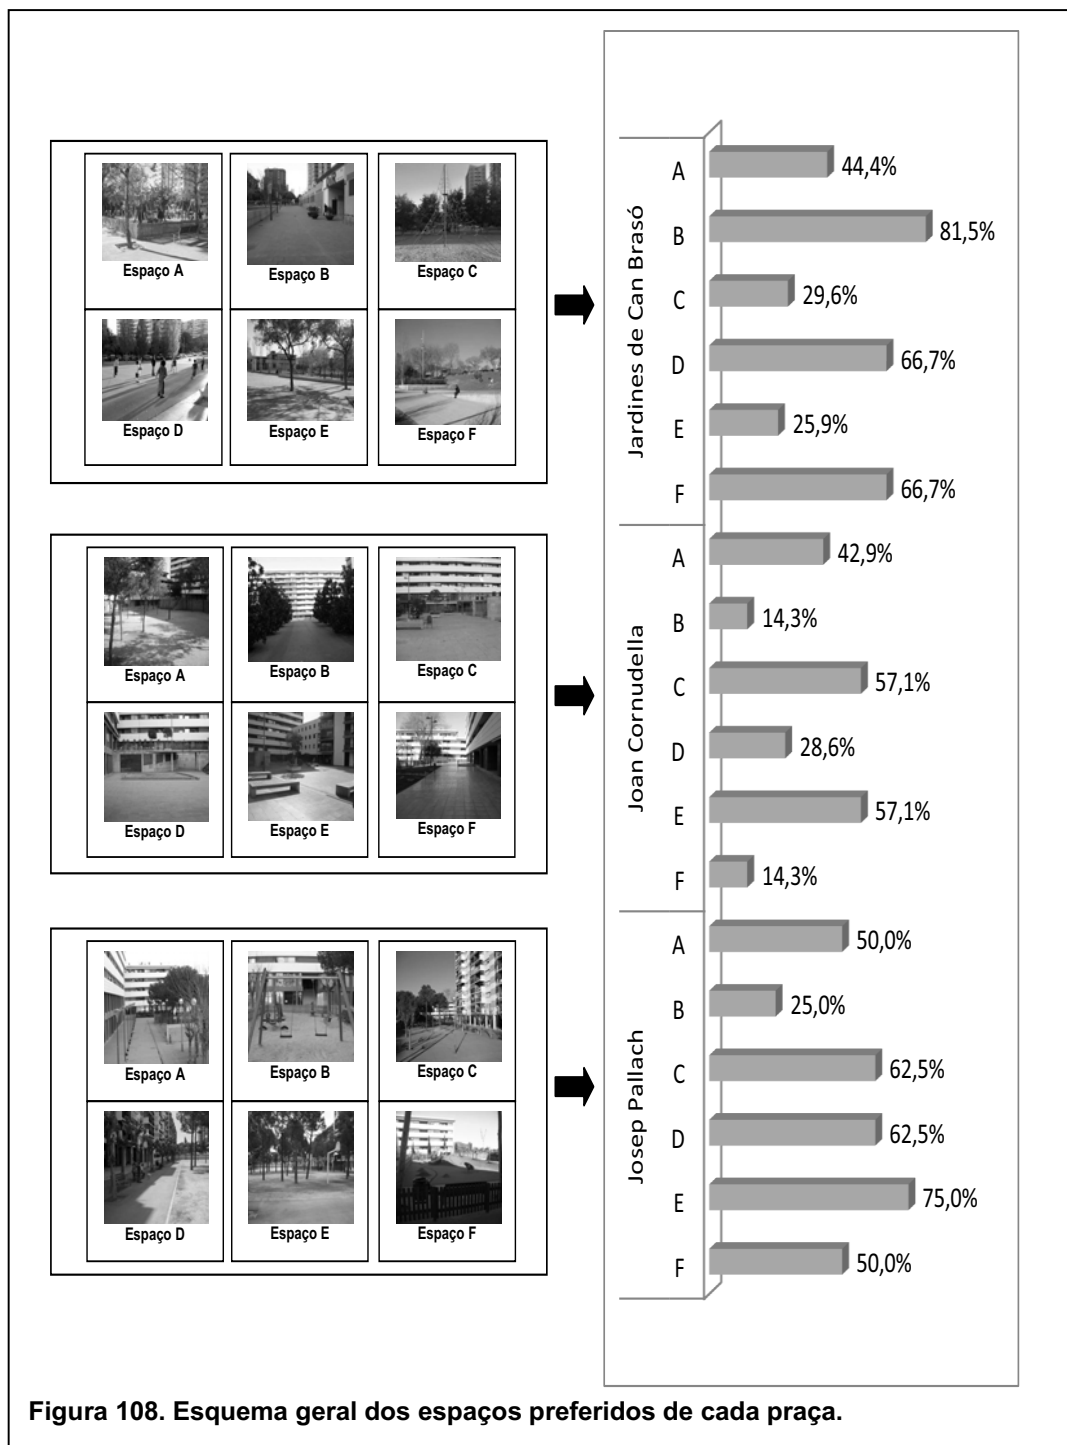 Espaço A
Espaço B
Espaço C
Espaço D
Espaço E
Espaço F
Espaço A
Espaço B
Espaço C
Espaço D
Espaço E
Espaço F
Espaço A
Espaço B
Espaço C
Espaço D
Espaço E
Espaço F
Jardines de Can Brasó
A 44,4%
B 81,5%
C 29,6%
D 66,7%
E 25,9%
F 66,7%
Joan Cornudella
A 42,9%
B 14,3%
C 57,1%
D 28,6%
E 57,1%
F 14,3%
Josep Pallach
A 50,0%
B 25,0%
C 62,5%
D 62,5%
E 75,0%
F 50,0%
Figura 108. Esquema geral dos espaços preferidos de cada praça.